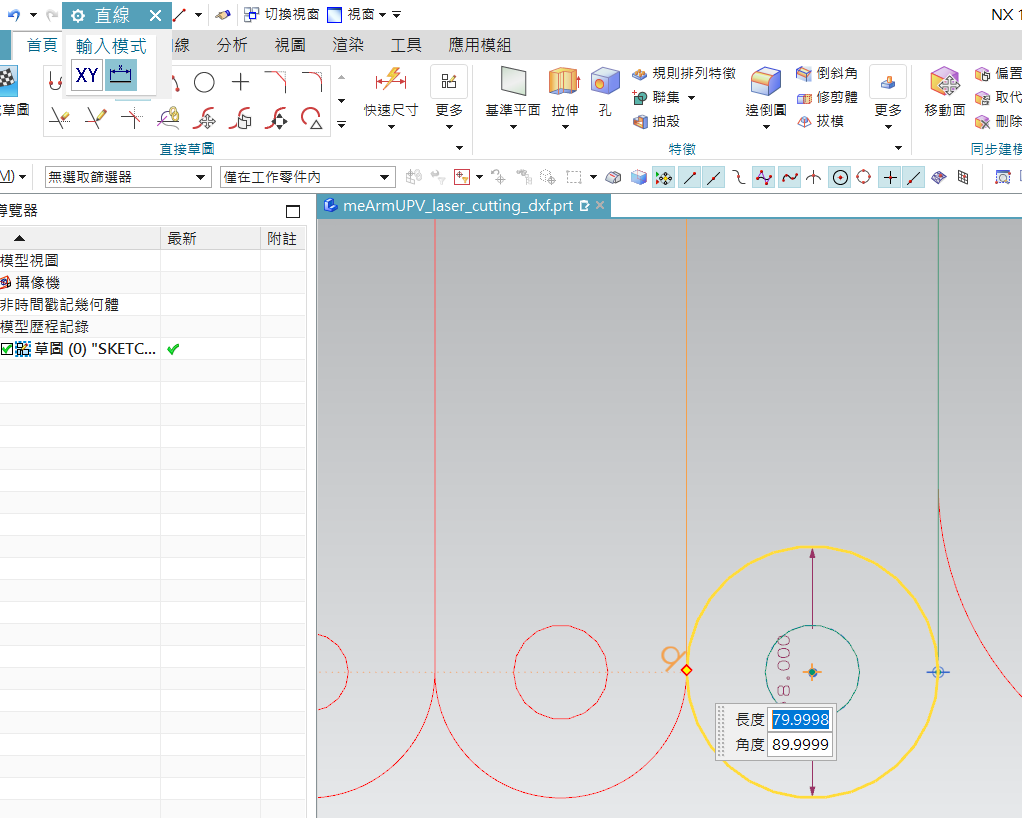 直線
切換視窗
視窗
NX 1
首頁
線
分析
視圖
渲染
工具
應用模組
輸入模式
XY
草圖
直接草圖
快速尺寸
更多
基準平面
拉伸
孔
規則排列特徵
聯集
抽殼
邊倒圓
倒斜角
修剪體
拔模
更多
特徵
移動面
偏置
取代
刪除
同步建模
M)
無選取篩選器
僅在工作零件內
導覽器
meArmUPV_laser_cutting_dxf.prt
最新
附註
模型視圖
攝像機
非時間戳記幾何體
模型歷程記錄
草圖 (0) "SKETC...
8.000
長度 79.9998
角度 89.9999